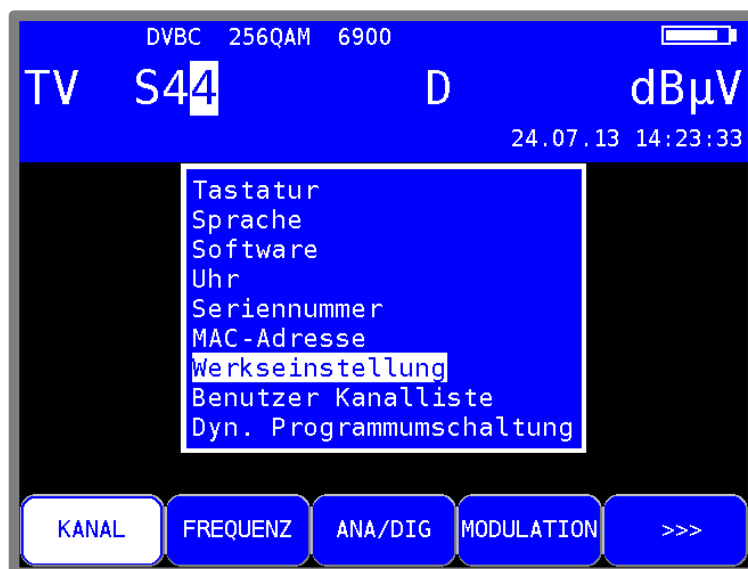 DVBC 256QAM 6900
TV S44 D dBµV
24.07.13 14:23:33
Tastatur
Sprache
Software
Uhr
Seriennummer
MAC-Adresse
Werkseinstellung
Benutzer Kanalliste
Dyn. Programmumschaltung
KANAL FREQUENZ ANA/DIG MODULATION >>>